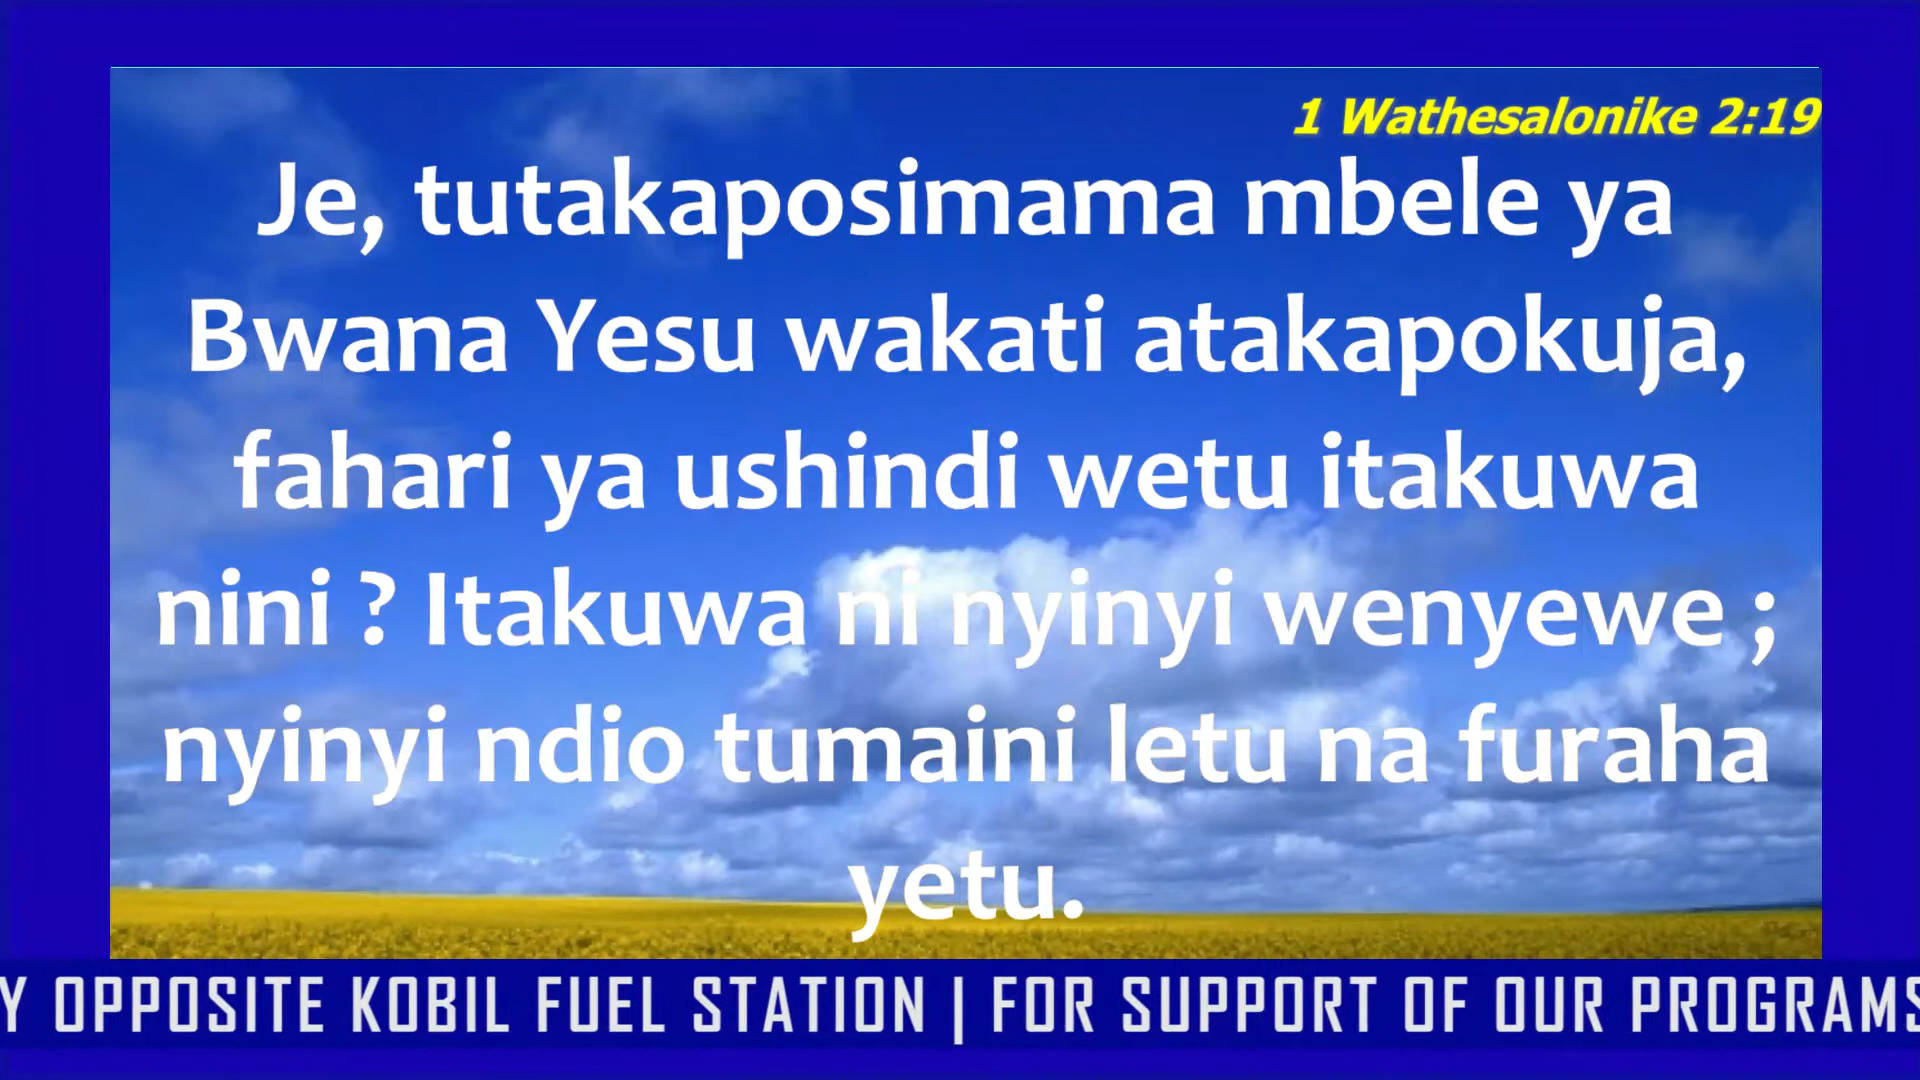 1 Wathesalonike 2:19
Je, tutakaposimama mbele ya
Bwana Yesu wakati atakapokuja,
fahari ya ushindi wetu itakuwa
nini ? Itakuwa ni nyinyi wenyewe ;
nyinyi ndio tumaini letu na furaha
yetu.
Y OPPOSITE KOBIL FUEL STATION | FOR SUPPORT OF OUR PROGRAMS